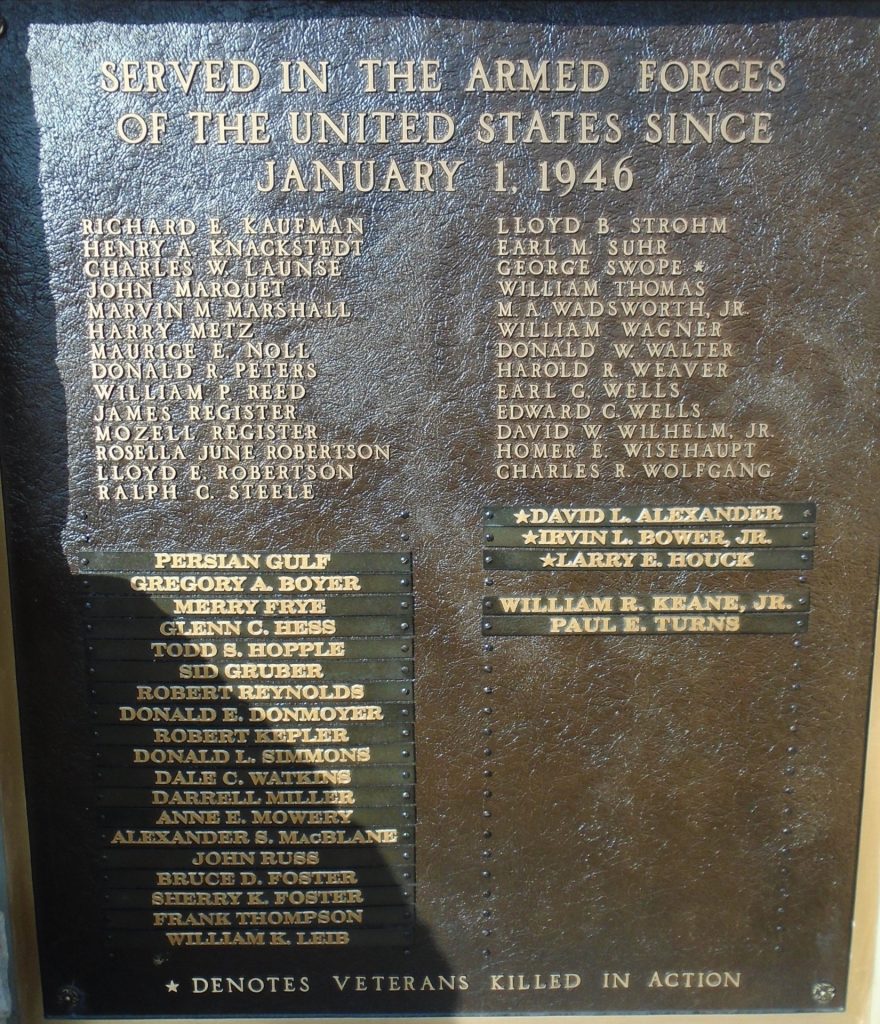 SERVED IN THE ARMED FORCES
OF THE UNITED STATES SINCE
JANUARY 1, 1946
RICHARD E. KAUFMAN
HENRY A. KNACKSTEDT
CHARLES W. LAUNSE
JOHN MARQUET
MARVIN M. MARSHALL
HARRY METZ
MAURICE E. NOLL
DONALD R. PETERS
WILLIAM P. REED
JAMES REGISTER
MOZELL REGISTER
ROSELLA JUNE ROBERTSON
LLOYD E. ROBERTSON
RALPH C. STEELE
PERSIAN GULF
GREGORY A. BOYER
MERRY FRYE
GLENN C. HESS
TODD S. HOPPLE
SID GRUBER
ROBERT REYNOLDS
DONALD E. DONMOYER
ROBERT KEPLER
DONALD L. SIMMONS
DALE C. WATKINS
DARRELL MILLER
ANNE E. MOWERY
ALEXANDER S. MACBLANE
JOHN RUSS
BRUCE D. FOSTER
SHERRY K. FOSTER
FRANK THOMPSON
WILLIAM K. LEIB
LLOYD B. STROHM
EARL M. SUHR
GEORGE SWOPE ★
WILLIAM THOMAS
M. A. WADSWORTH, JR.
WILLIAM WAGNER
DONALD W. WALTER
HAROLD R. WEAVER
EARL G. WELLS
EDWARD C. WELLS
DAVID W. WILHELM, JR.
HOMER E. WISEHAUPT
CHARLES R. WOLFGANG
★DAVID L. ALEXANDER
★IRVIN L. BOWER, JR.
★LARRY E. HOUCK
WILLIAM R. KEANE, JR.
PAUL E. TURNS
★ DENOTES VETERANS KILLED IN ACTION